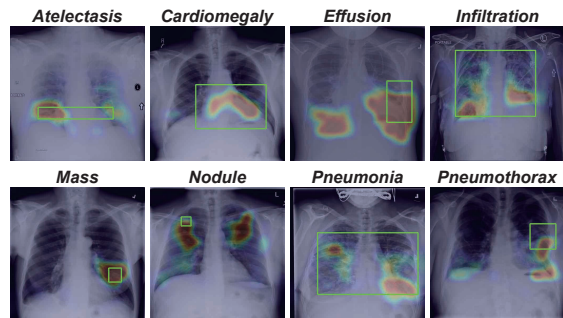 Atelectasis
Cardiomegaly
Effusion
Infiltration
Mass
Nodule
Pneumonia
Pneumothorax